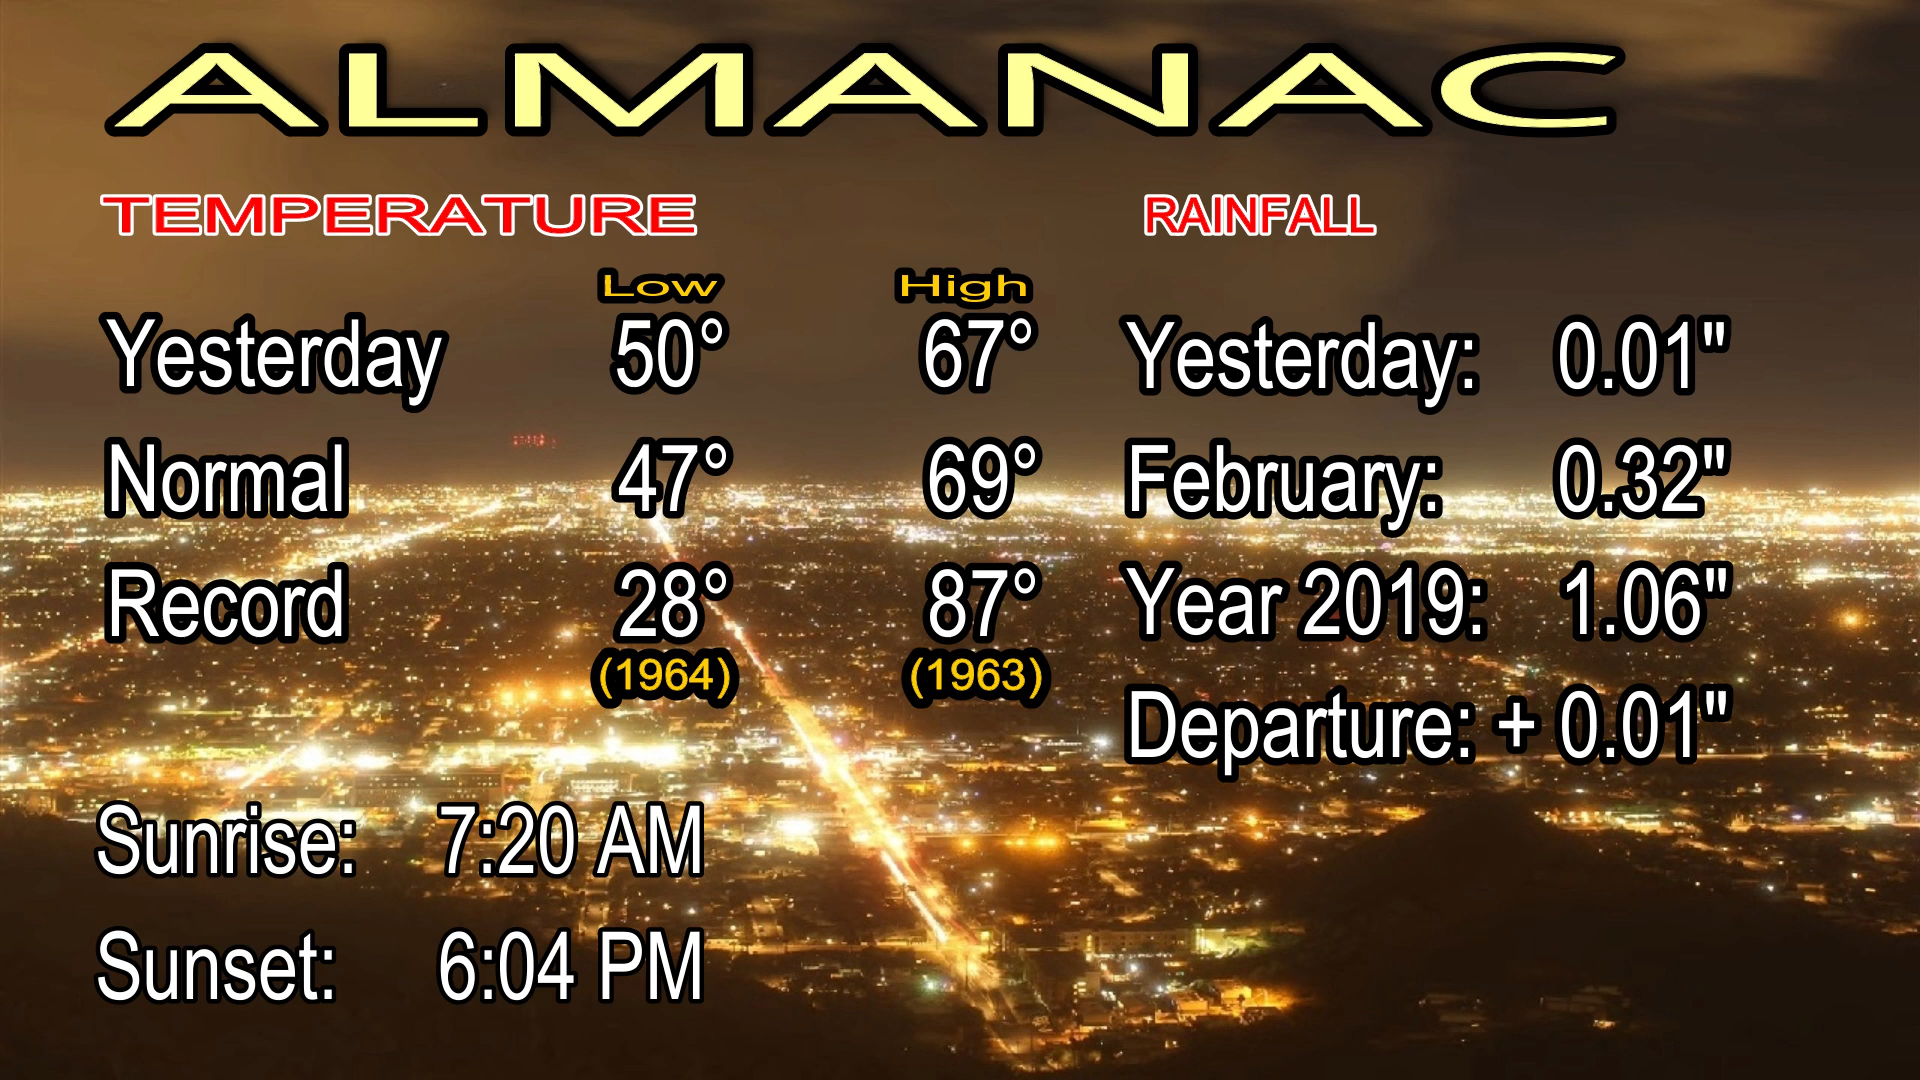 ALMANAC
TEMPERATURE RAINFALL
Low High
Yesterday 50° 67° Yesterday: 0.01"
Normal 47° 69° February: 0.32"
Record 28° 87° Year 2019: 1.06"
(1964) (1963)
Departure: + 0.01"
Sunrise: 7:20 AM
Sunset: 6:04 PM